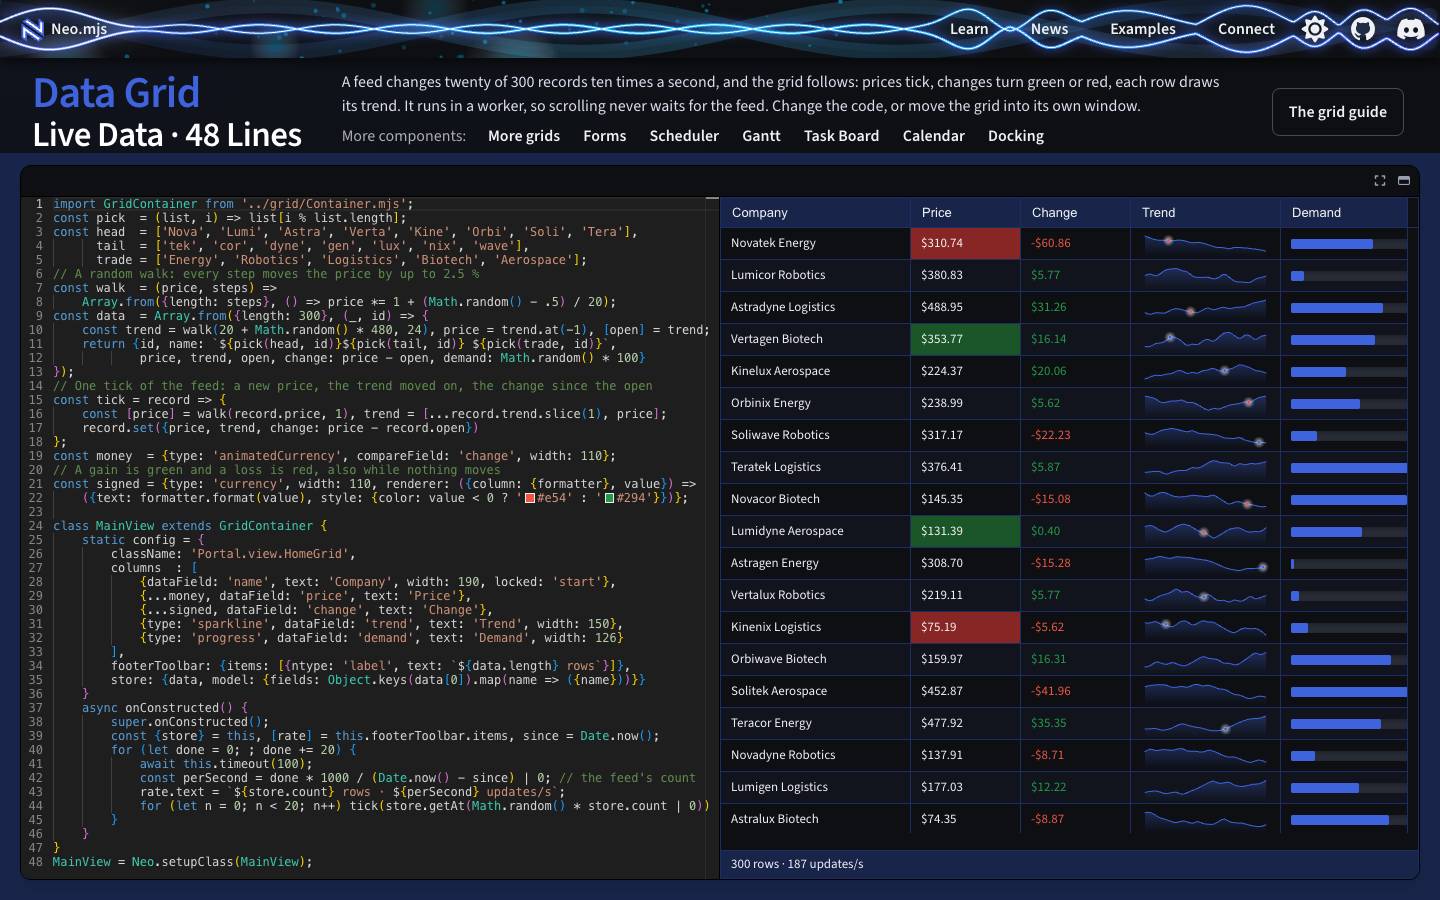 Neo.mjs
Learn News Examples Connect
Data Grid
Live Data · 48 Lines
A feed changes twenty of 300 records ten times a second, and the grid follows: prices tick, changes turn green or red, each row draws
its trend. It runs in a worker, so scrolling never waits for the feed. Change the code, or move the grid into its own window.
More components: More grids Forms Scheduler Gantt Task Board Calendar Docking
The grid guide
1 import GridContainer from '../grid/Container.mjs';
2 const pick  = (list, i) => list[i % list.length];
3 const head  = ['Nova', 'Lumi', 'Astra', 'Verta', 'Kine', 'Orbi', 'Soli', 'Tera'],
4       tail  = ['tek', 'cor', 'dyne', 'gen', 'lux', 'nix', 'wave'],
5       trade = ['Energy', 'Robotics', 'Logistics', 'Biotech', 'Aerospace'];
6 // A random walk: every step moves the price by up to 2.5 %
7 const walk  = (price, steps) =>
8     Array.from({length: steps}, () => price *= 1 + (Math.random() − .5) / 20);
9 const data  = Array.from({length: 300}, (_, id) => {
10     const trend = walk(20 + Math.random() * 480, 24), price = trend.at(−1), [open] = trend;
11     return {id, name: `${pick(head, id)}${pick(tail, id)} ${pick(trade, id)}`,
12             price, trend, open, change: price − open, demand: Math.random() * 100}
13 });
14 // One tick of the feed: a new price, the trend moved on, the change since the open
15 const tick = record => {
16     const [price] = walk(record.price, 1), trend = [...record.trend.slice(1), price];
17     record.set({price, trend, change: price − record.open})
18 };
19 const money  = {type: 'animatedCurrency', compareField: 'change', width: 110};
20 // A gain is green and a loss is red, also while nothing moves
21 const signed = {type: 'currency', width: 110, renderer: ({column: {formatter}, value}) =>
22     ({text: formatter.format(value), style: {color: value < 0 ? '#e54' : '#294'}})};
23
24 class MainView extends GridContainer {
25     static config = {
26         className: 'Portal.view.HomeGrid',
27         columns  : [
28             {dataField: 'name', text: 'Company', width: 190, locked: 'start'},
29             {...money, dataField: 'price', text: 'Price'},
30             {...signed, dataField: 'change', text: 'Change'},
31             {type: 'sparkline', dataField: 'trend', text: 'Trend', width: 150},
32             {type: 'progress', dataField: 'demand', text: 'Demand', width: 126}
33         ],
34         footerToolbar: {items: [{ntype: 'label', text: `${data.length} rows`}]},
35         store: {data, model: {fields: Object.keys(data[0]).map(name => ({name}))}}
36     }
37     async onConstructed() {
38         super.onConstructed();
39         const {store} = this, [rate] = this.footerToolbar.items, since = Date.now();
40         for (let done = 0; ; done += 20) {
41             await this.timeout(100);
42             const perSecond = done * 1000 / (Date.now() − since) | 0; // the feed's count
43             rate.text = `${store.count} rows · ${perSecond} updates/s`;
44             for (let n = 0; n < 20; n++) tick(store.getAt(Math.random() * store.count | 0))
45         }
46     }
47 }
48 MainView = Neo.setupClass(MainView);
Company Price Change Trend Demand
Novatek Energy $310.74 -$60.86
Lumicor Robotics $380.83 $5.77
Astradyne Logistics $488.95 $31.26
Vertagen Biotech $353.77 $16.14
Kinelux Aerospace $224.37 $20.06
Orbinix Energy $238.99 $5.62
Soliwave Robotics $317.17 -$22.23
Teratek Logistics $376.41 $5.87
Novacor Biotech $145.35 -$15.08
Lumidyne Aerospace $131.39 $0.40
Astragen Energy $308.70 -$15.28
Vertalux Robotics $219.11 $5.77
Kinenix Logistics $75.19 -$5.62
Orbiwave Biotech $159.97 $16.31
Solitek Aerospace $452.87 -$41.96
Teracor Energy $477.92 $35.35
Novadyne Robotics $137.91 -$8.71
Lumigen Logistics $177.03 $12.22
Astralux Biotech $74.35 -$8.87
300 rows · 187 updates/s